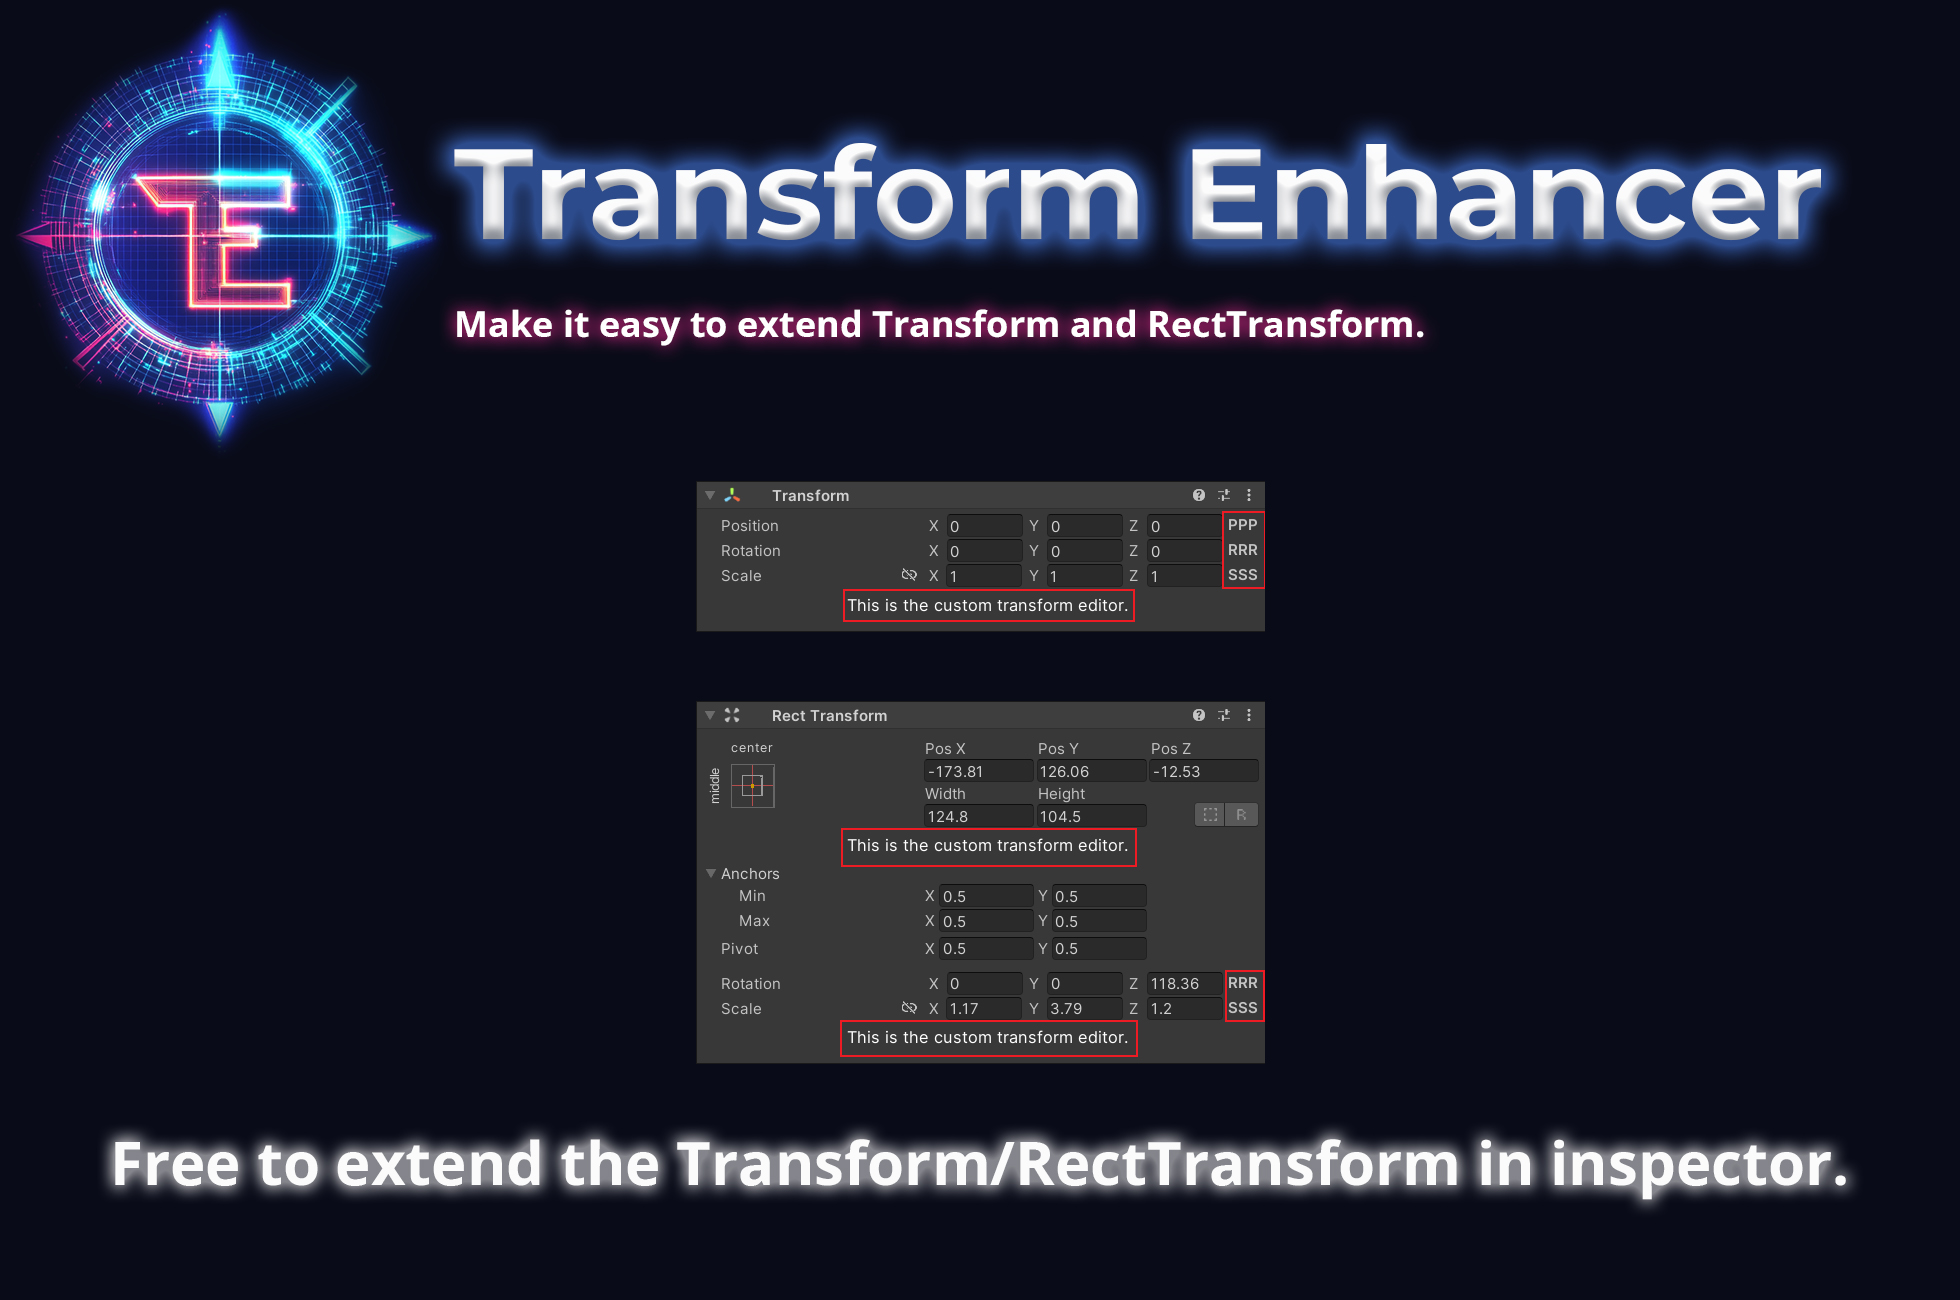 TE
Transform Enhancer
Make it easy to extend Transform and RectTransform.
Transform
Position X 0 Y 0 Z 0 PPP
Rotation X 0 Y 0 Z 0 RRR
Scale X 1 Y 1 Z 1 SSS
This is the custom transform editor.
Rect Transform
center
middle
Pos X Pos Y Pos Z
-173.81 126.06 -12.53
Width Height
124.8 104.5 R
This is the custom transform editor.
Anchors
Min X 0.5 Y 0.5
Max X 0.5 Y 0.5
Pivot X 0.5 Y 0.5
Rotation X 0 Y 0 Z 118.36 RRR
Scale X 1.17 Y 3.79 Z 1.2 SSS
This is the custom transform editor.
Free to extend the Transform/RectTransform in inspector.